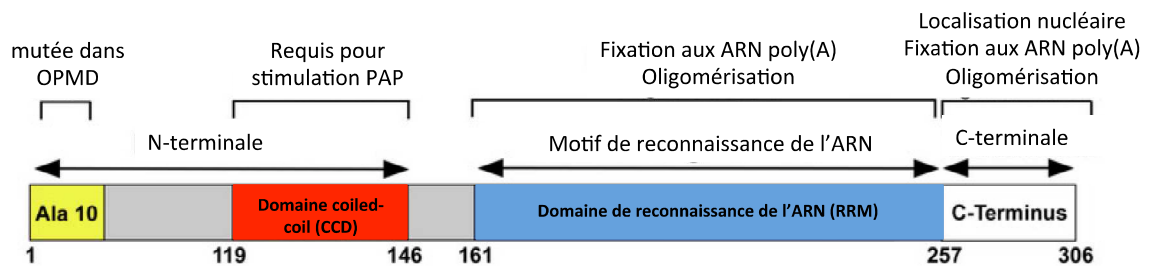 mutée dans
OPMD
Requis pour
stimulation PAP
Fixation aux ARN poly(A)
Oligomérisation
Localisation nucléaire
Fixation aux ARN poly(A)
Oligomérisation
N-terminale
Motif de reconnaissance de l’ARN
C-terminale
Ala 10
Domaine coiled-
coil (CCD)
Domaine de reconnaissance de l’ARN (RRM)
C-Terminus
1 119 146 161 257 306